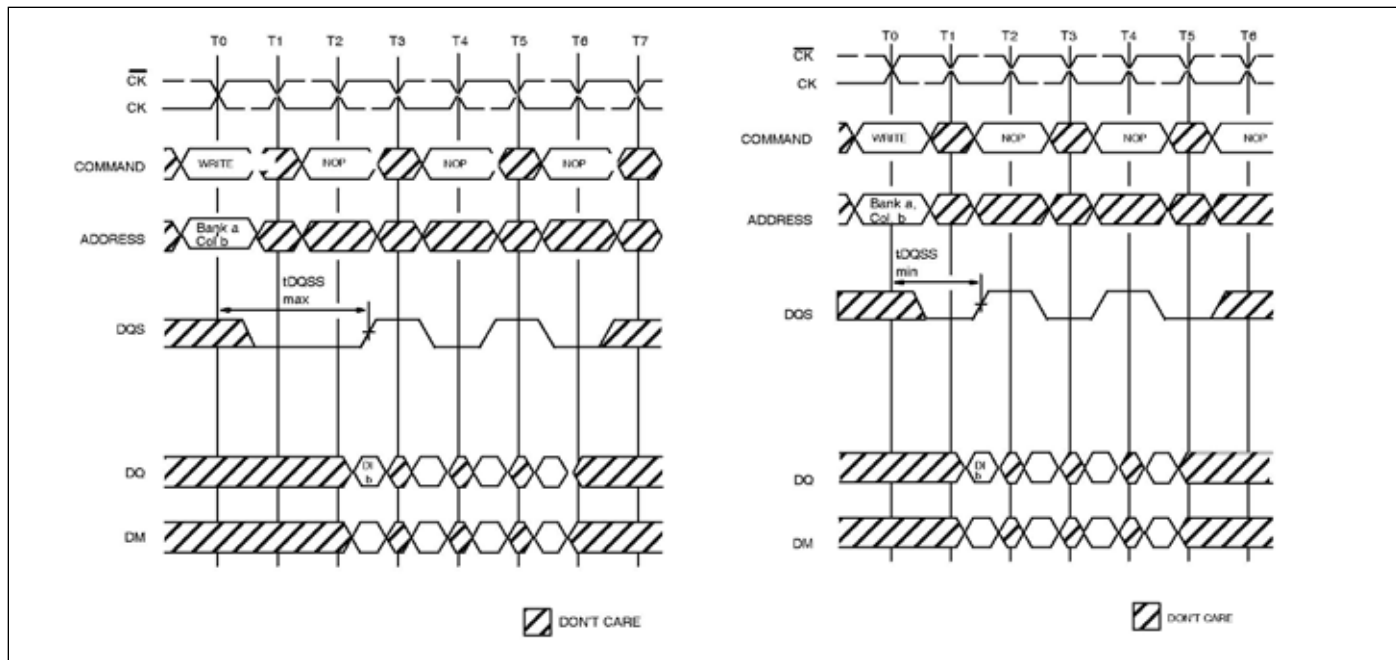 T0 T1 T2 T3 T4 T5 T6 T7
CK
CK
COMMAND WRITE NOP NOP NOP
ADDRESS Bank a,
Col b
tDQSS
max
DQS
DQ DI
b
DM
DON'T CARE
T0 T1 T2 T3 T4 T5 T6
CK
CK
COMMAND WRITE NOP NOP NOP
ADDRESS Bank a,
Col b
tDQSS
min
DQS
DQ DI
b
DM
DON'T CARE